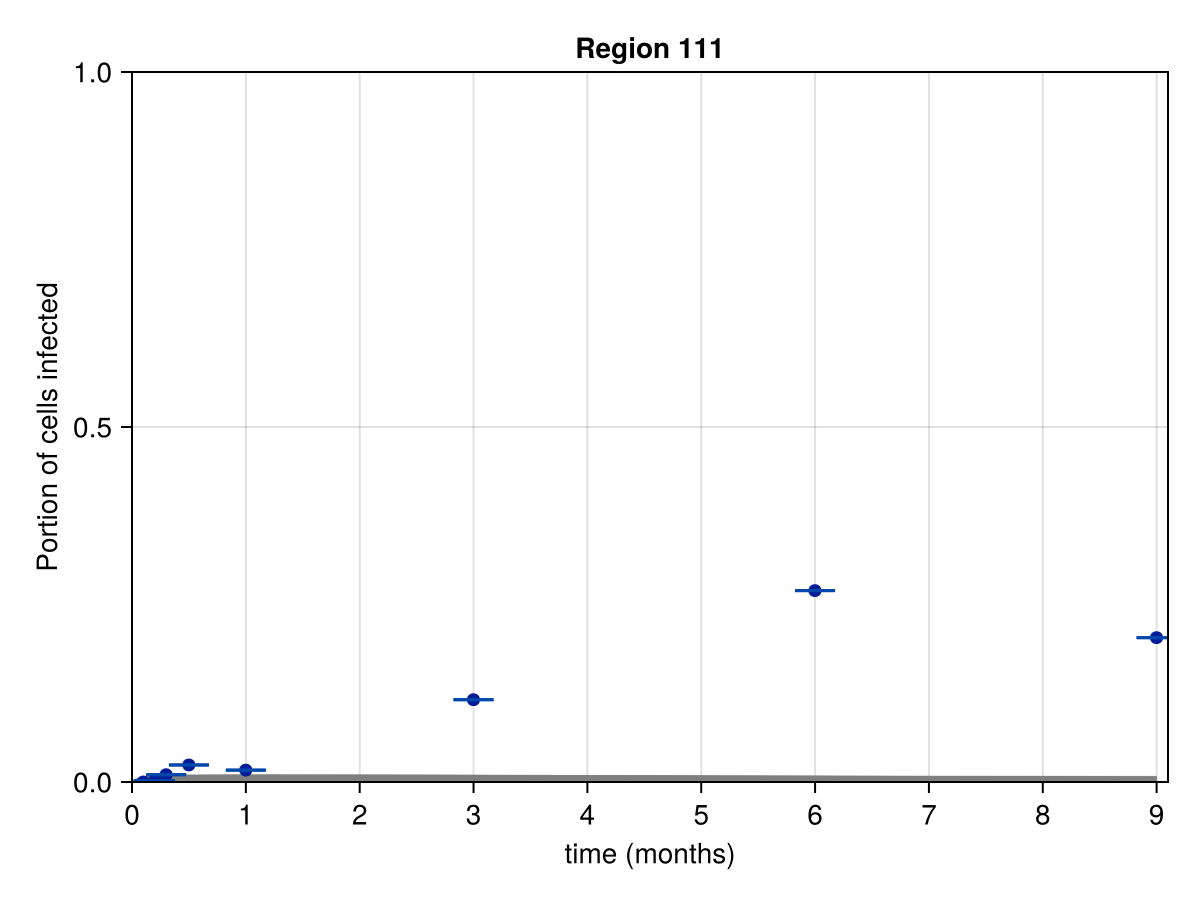 Region 111
1.0
0.5
0.0
Portion of cells infected
0 1 2 3 4 5 6 7 8 9
time (months)